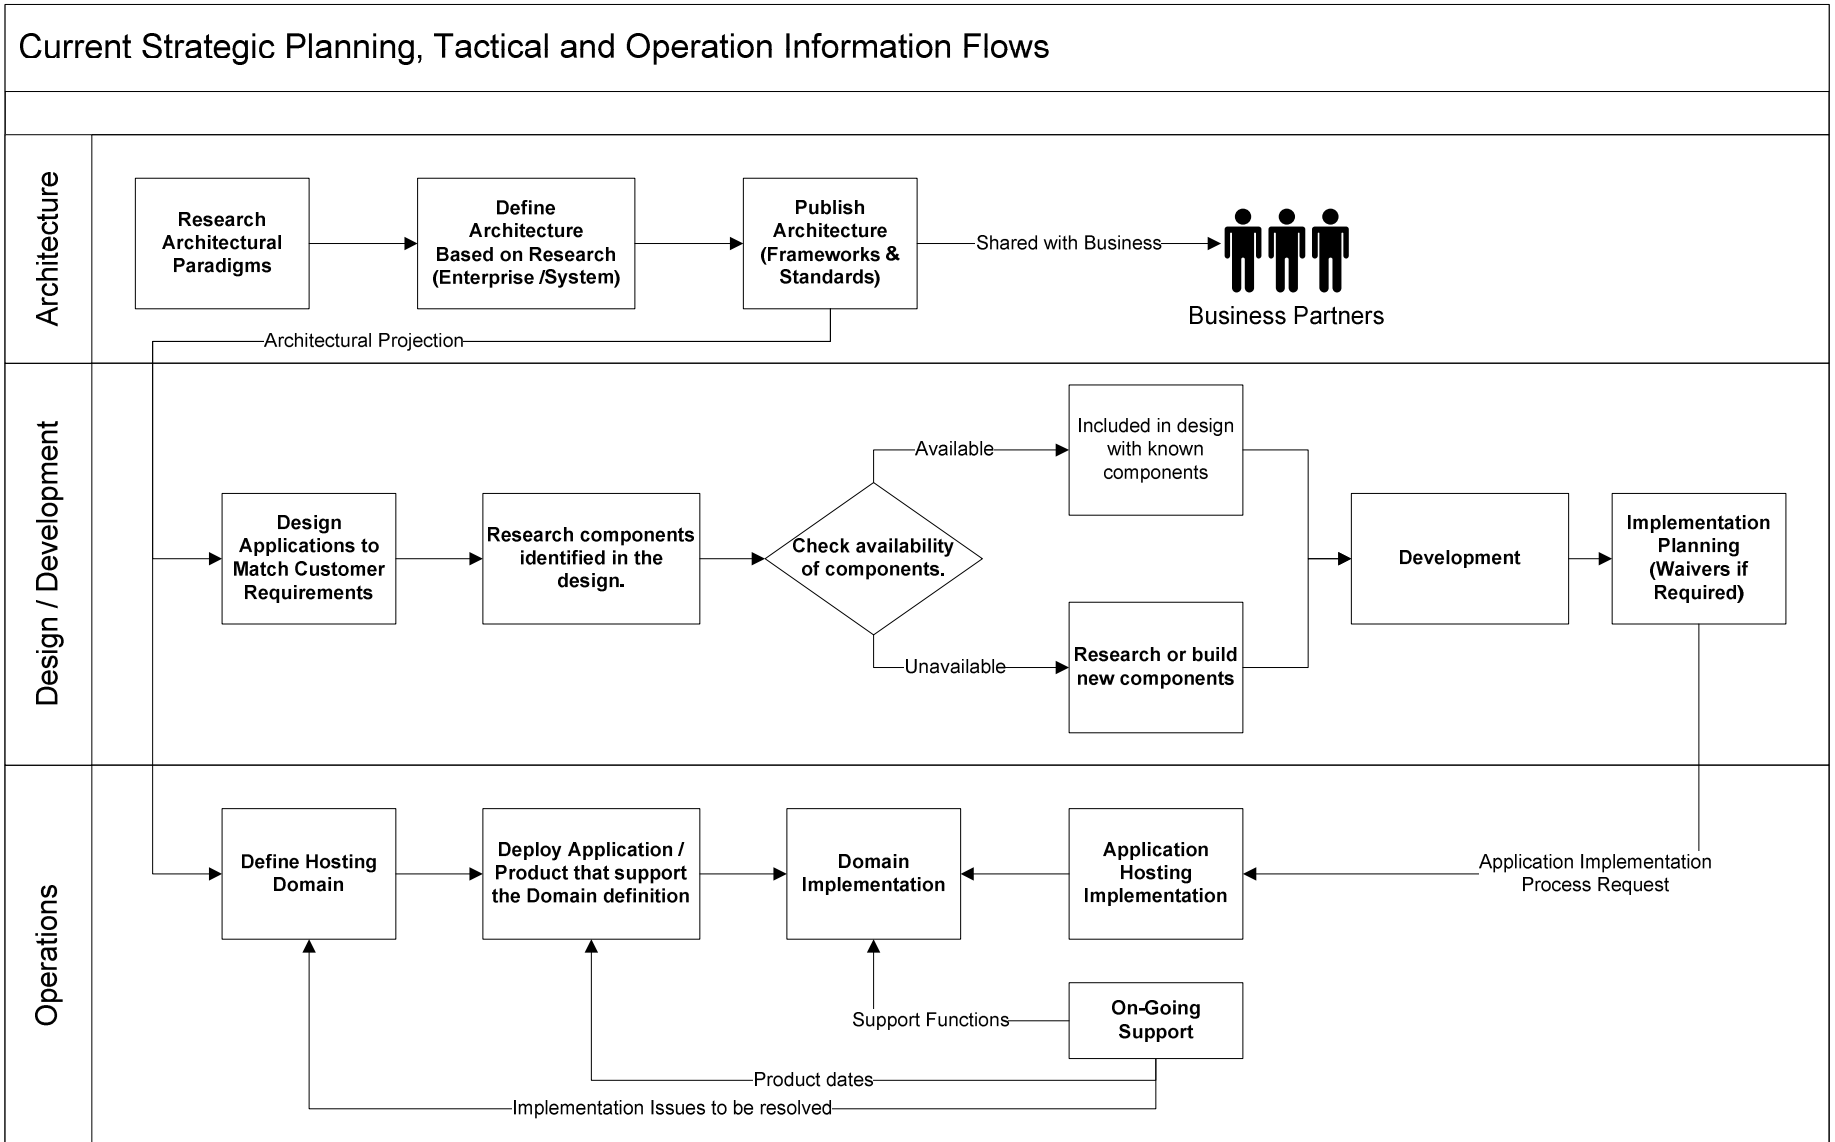 Current Strategic Planning, Tactical and Operation Information Flows
Architecture
Research
Architectural
Paradigms
Define
Architecture
Based on Research
(Enterprise /System)
Publish
Architecture
(Frameworks &
Standards)
Shared with Business
Business Partners
Architectural Projection
Design / Development
Design
Applications to
Match Customer
Requirements
Research components
identified in the
design.
Check availability
of components.
Available
Included in design
with known
components
Unavailable
Research or build
new components
Development
Implementation
Planning
(Waivers if
Required)
Operations
Define Hosting
Domain
Deploy Application /
Product that support
the Domain definition
Domain
Implementation
Application
Hosting
Implementation
Application Implementation
Process Request
On-Going
Support
Support Functions
Product dates
Implementation Issues to be resolved